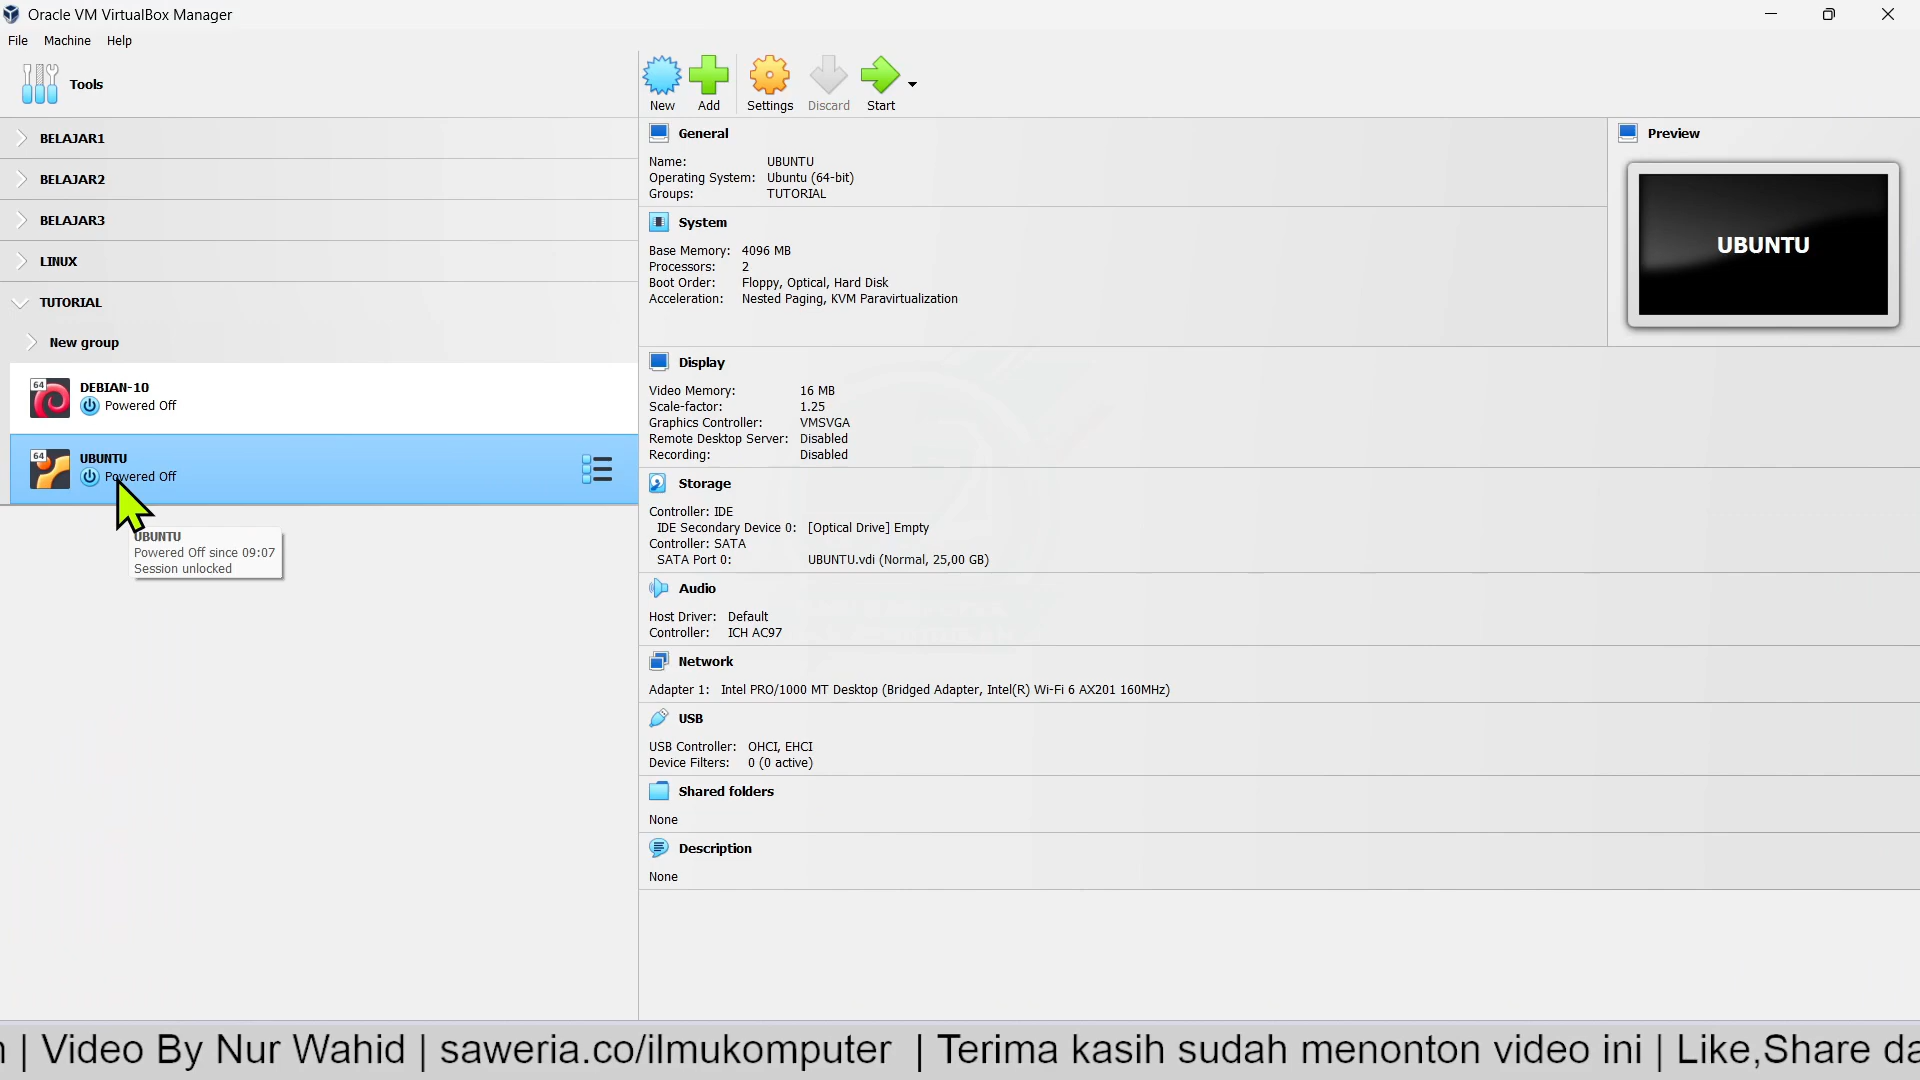 Oracle VM VirtualBox Manager
File Machine Help
Tools
New Add Settings Discard Start
BELAJAR1
BELAJAR2
BELAJAR3
LINUX
TUTORIAL
New group
64
DEBIAN-10
Powered Off
64
UBUNTU
Powered Off
UBUNTU
Powered Off since 09:07
Session unlocked
General
Name: UBUNTU
Operating System: Ubuntu (64-bit)
Groups: TUTORIAL
System
Base Memory: 4096 MB
Processors: 2
Boot Order: Floppy, Optical, Hard Disk
Acceleration: Nested Paging, KVM Paravirtualization
Preview
UBUNTU
Display
Video Memory: 16 MB
Scale-factor: 1.25
Graphics Controller: VMSVGA
Remote Desktop Server: Disabled
Recording: Disabled
Storage
Controller: IDE
IDE Secondary Device 0: [Optical Drive] Empty
Controller: SATA
SATA Port 0: UBUNTU.vdi (Normal, 25,00 GB)
Audio
Host Driver: Default
Controller: ICH AC97
Network
Adapter 1: Intel PRO/1000 MT Desktop (Bridged Adapter, Intel(R) Wi-Fi 6 AX201 160MHz)
USB
USB Controller: OHCI, EHCI
Device Filters: 0 (0 active)
Shared folders
None
Description
None
| Video By Nur Wahid | saweria.co/ilmukomputer | Terima kasih sudah menonton video ini | Like,Share da